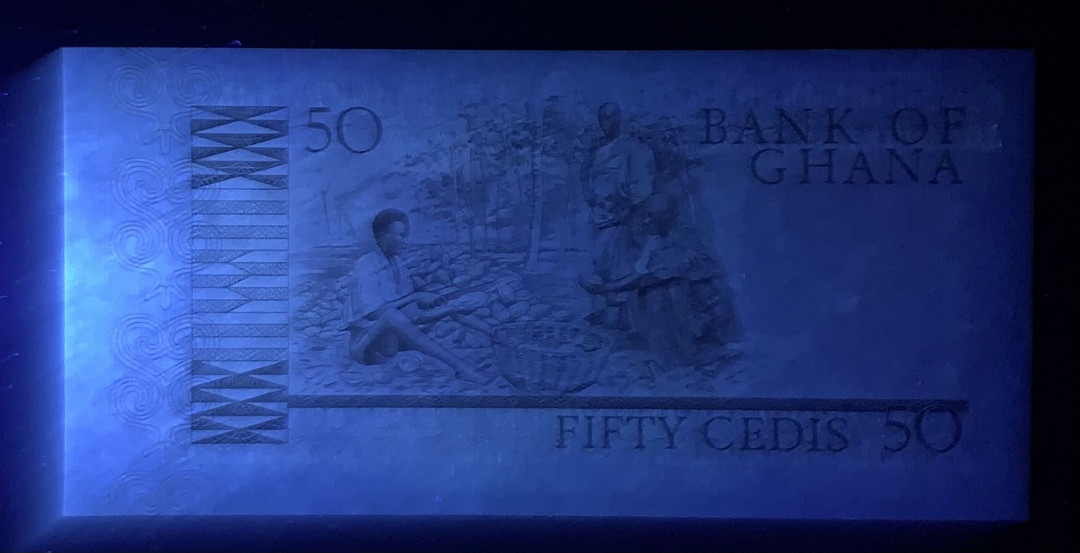 50
BANK OF
GHANA
FIFTY CEDIS 50